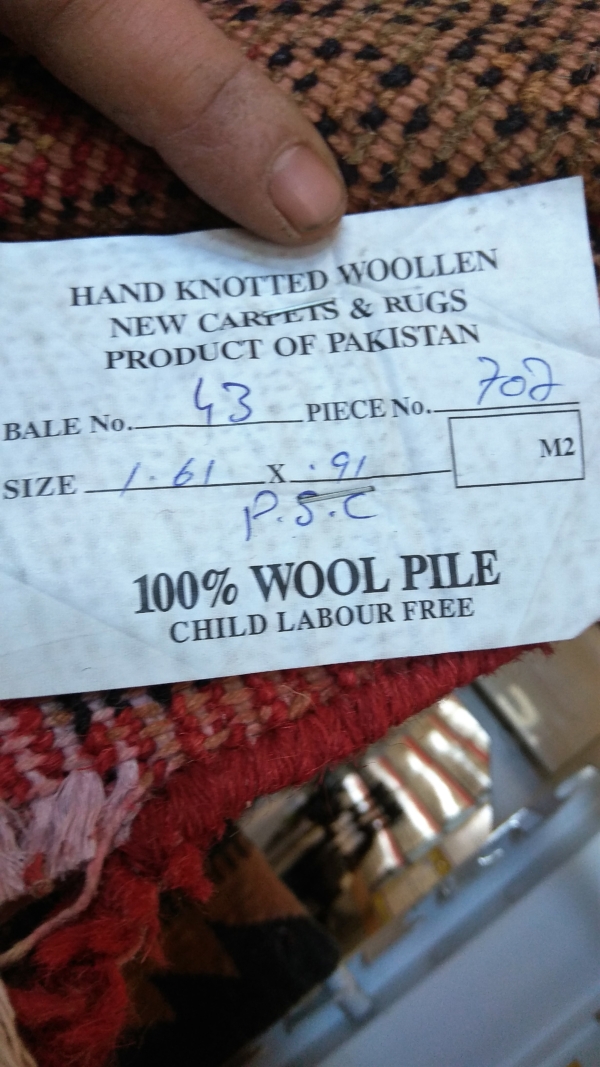 HAND KNOTTED WOOLLEN
NEW CARPETS & RUGS
PRODUCT OF PAKISTAN
BALE No. 43 PIECE No. 702
SIZE 1.61 X .91 M2
P.S.C
100% WOOL PILE
CHILD LABOUR FREE